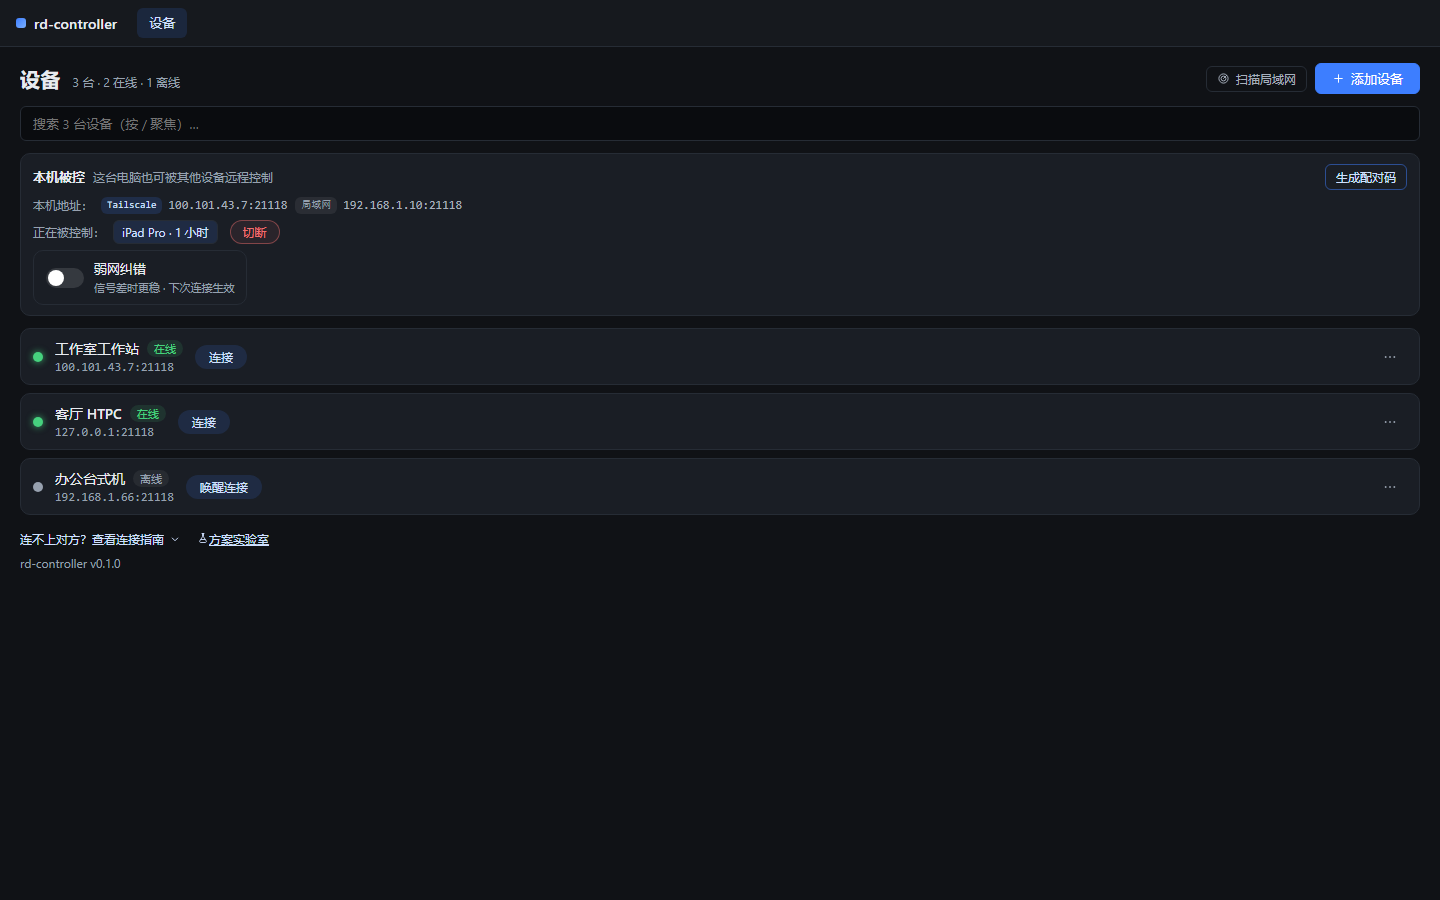 rd-controller 设备
设备 3 台 · 2 在线 · 1 离线 扫描局域网 + 添加设备
搜索 3 台设备（按 / 聚焦）...
本机被控 这台电脑也可被其他设备远程控制 生成配对码
本机地址: Tailscale 100.101.43.7:21118 局域网 192.168.1.10:21118
正在被控制: iPad Pro · 1 小时 切断
弱网纠错
信号差时更稳 · 下次连接生效
工作室工作站 在线 连接 ...
100.101.43.7:21118
客厅 HTPC 在线 连接 ...
127.0.0.1:21118
办公台式机 离线 唤醒连接 ...
192.168.1.66:21118
连不上对方? 查看连接指南 方案实验室
rd-controller v0.1.0